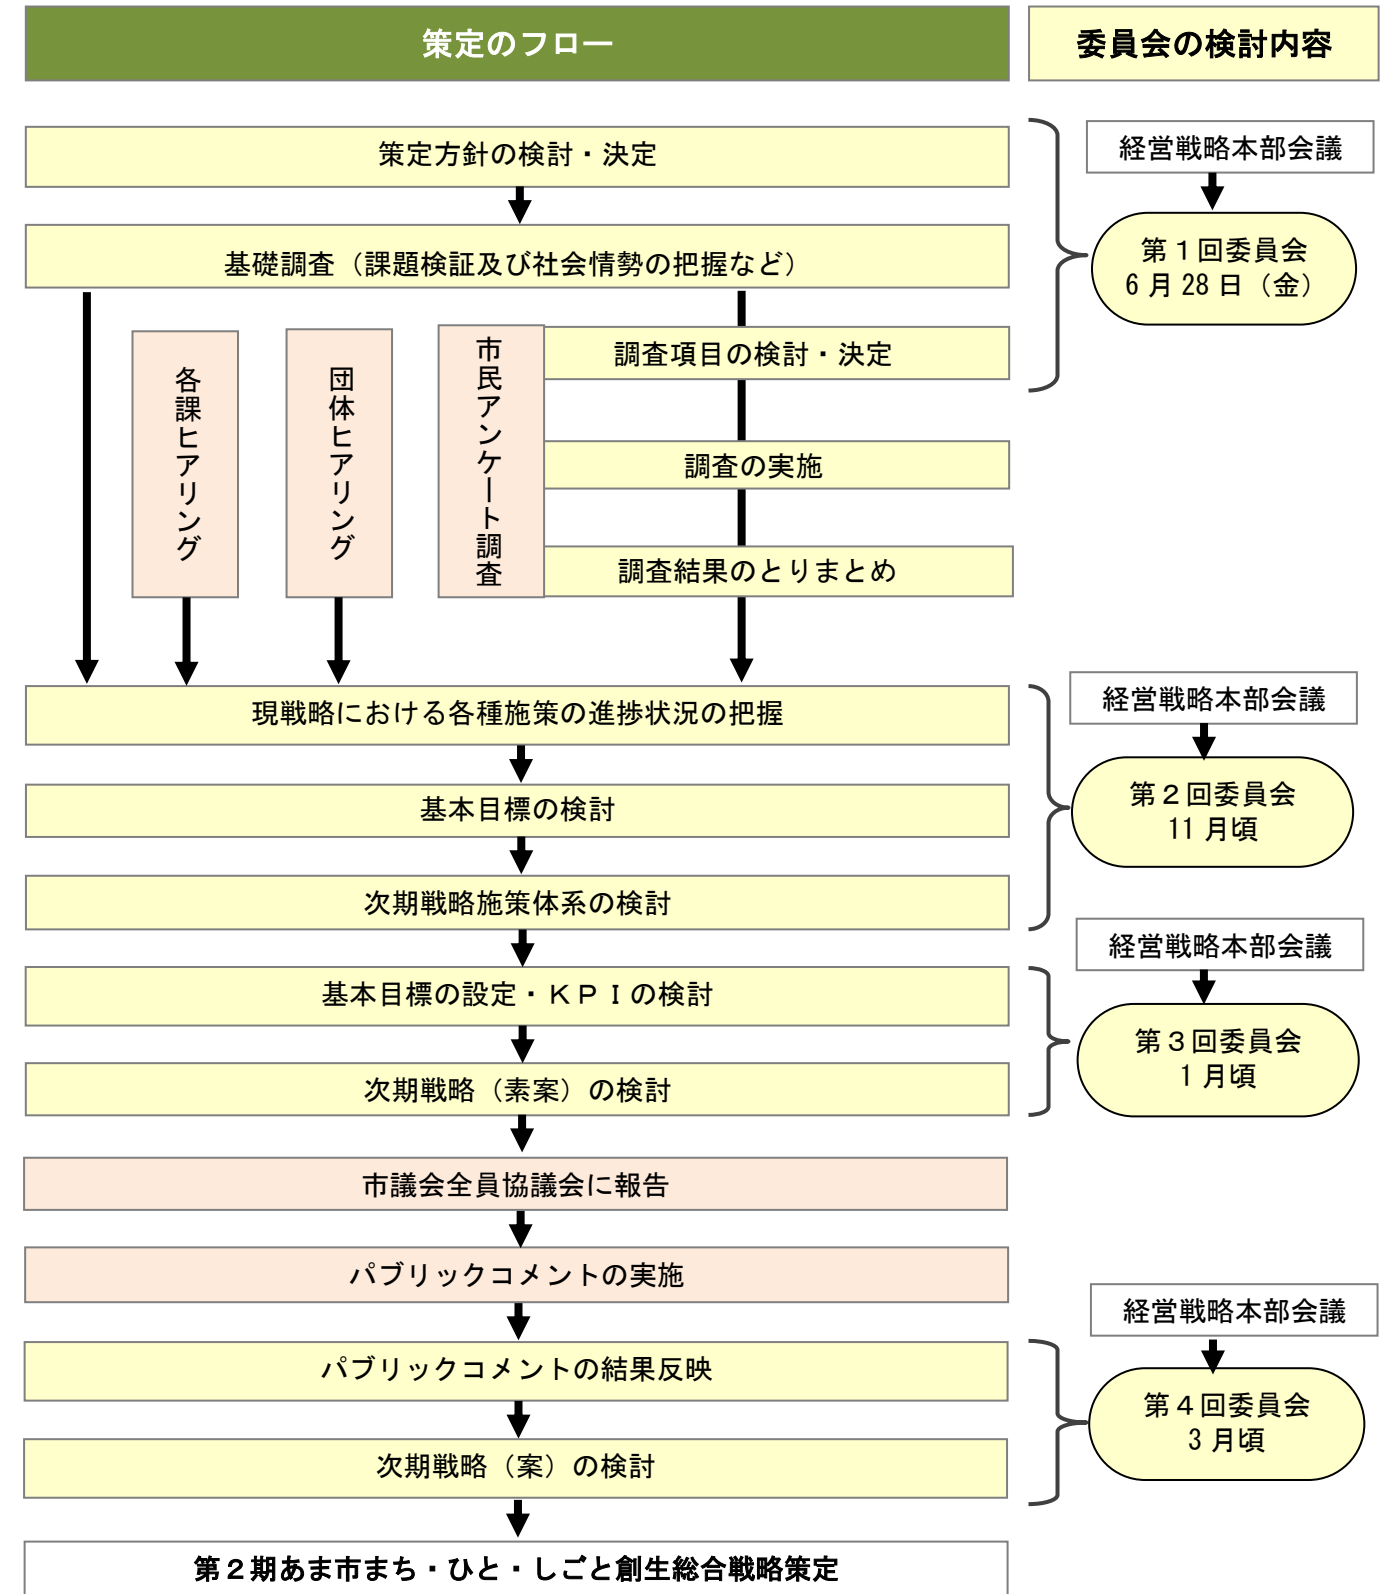 策定のフロー
委員会の検討内容
策定方針の検討・決定
経営戦略本部会議
基礎調査（課題検証及び社会情勢の把握など）
第１回委員会
6 月 28 日（金）
各課ヒアリング
団体ヒアリング
市民アンケート調査
調査項目の検討・決定
調査の実施
調査結果のとりまとめ
現戦略における各種施策の進捗状況の把握
経営戦略本部会議
基本目標の検討
第２回委員会
11 月頃
次期戦略施策体系の検討
経営戦略本部会議
基本目標の設定・ＫＰＩの検討
第３回委員会
1 月頃
次期戦略（素案）の検討
市議会全員協議会に報告
パブリックコメントの実施
経営戦略本部会議
パブリックコメントの結果反映
第４回委員会
3 月頃
次期戦略（案）の検討
第２期あま市まち・ひと・しごと創生総合戦略策定